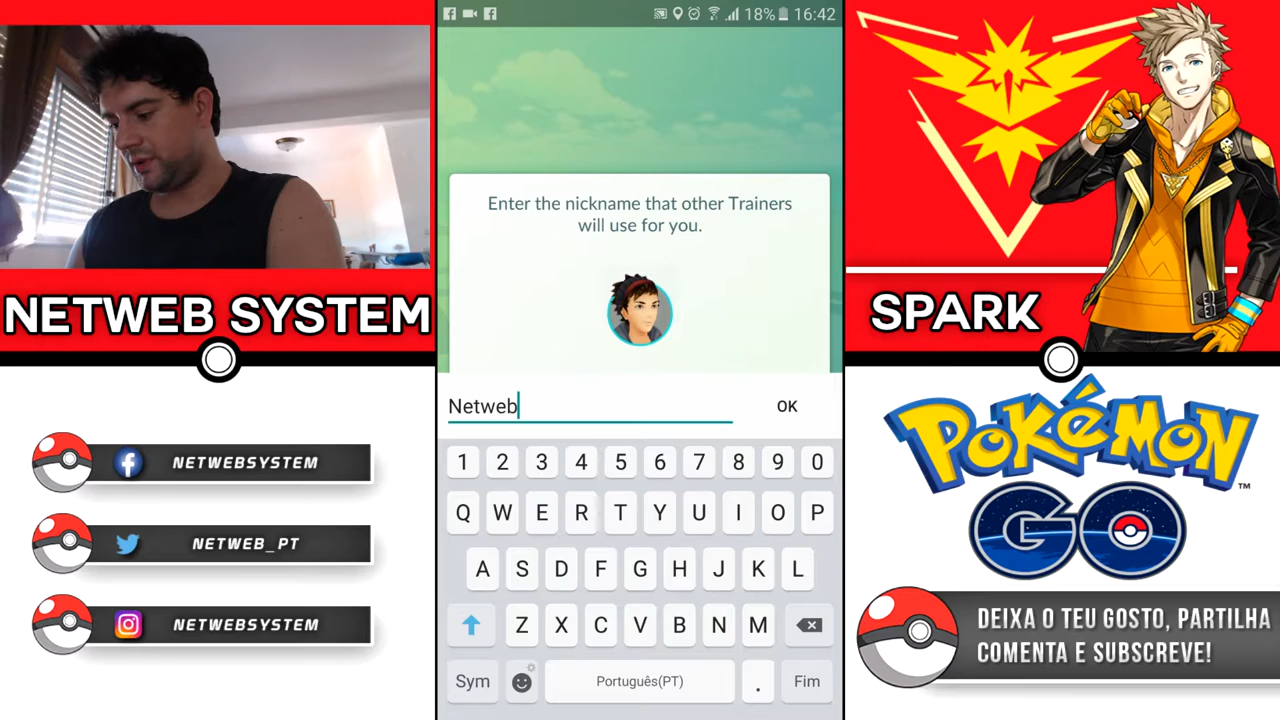 18% 16:42
Enter the nickname that other Trainers
will use for you.
Netweb
OK
1 2 3 4 5 6 7 8 9 0
Q W E R T Y U I O P
A S D F G H J K L
Z X C V B N M
Sym
Português(PT)
.
Fim
NETWEB SYSTEM
NETWEBSYSTEM
NETWEB_PT
NETWEBSYSTEM
SPARK
POKéMON
™
GO
DEIXA O TEU GOSTO, PARTILHA
COMENTA E SUBSCREVE!